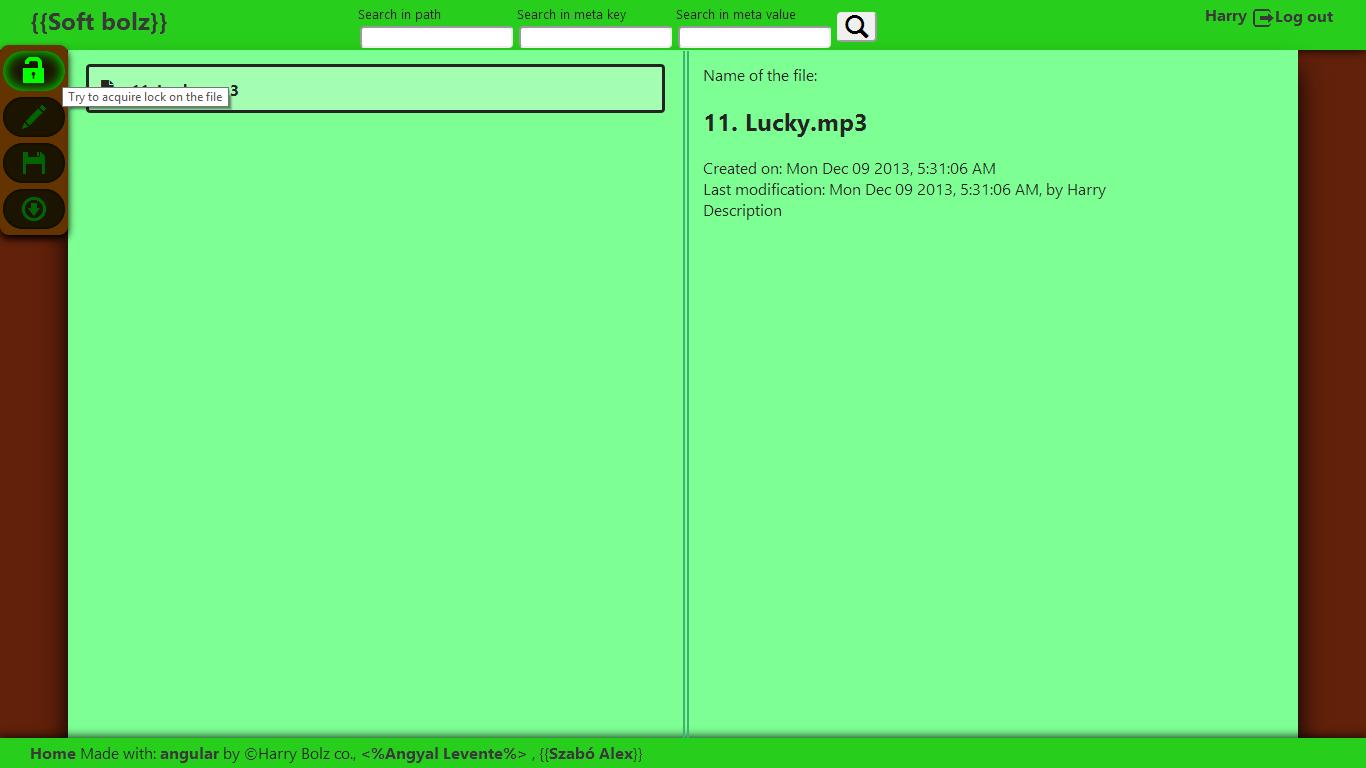 {{Soft bolz}}
Search in path
Search in meta key
Search in meta value
Harry Log out
Try to acquire lock on the file
Name of the file:
11. Lucky.mp3
Created on: Mon Dec 09 2013, 5:31:06 AM
Last modification: Mon Dec 09 2013, 5:31:06 AM, by Harry
Description
Home Made with: angular by ©Harry Bolz co., <%Angyal Levente%> , {{Szabó Alex}}